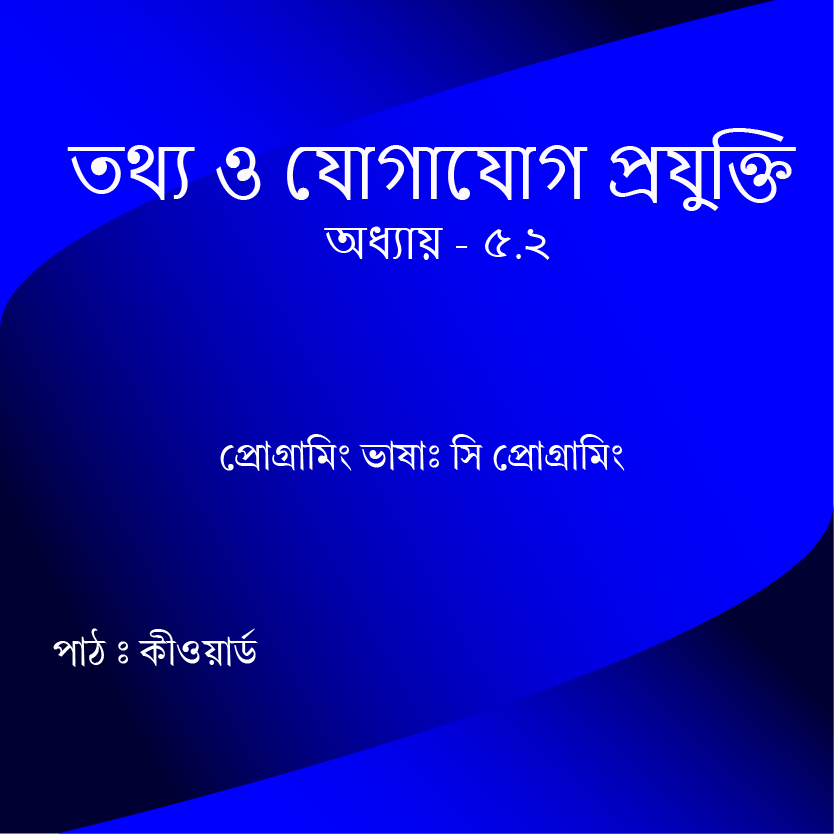 তথ্য ও যোগাযোগ প্রযুক্তি
অধ্যায় - ৫.২
প্রোগ্রামিং ভাষাঃ সি প্রোগ্রামিং
পাঠ ঃ কীওয়ার্ড